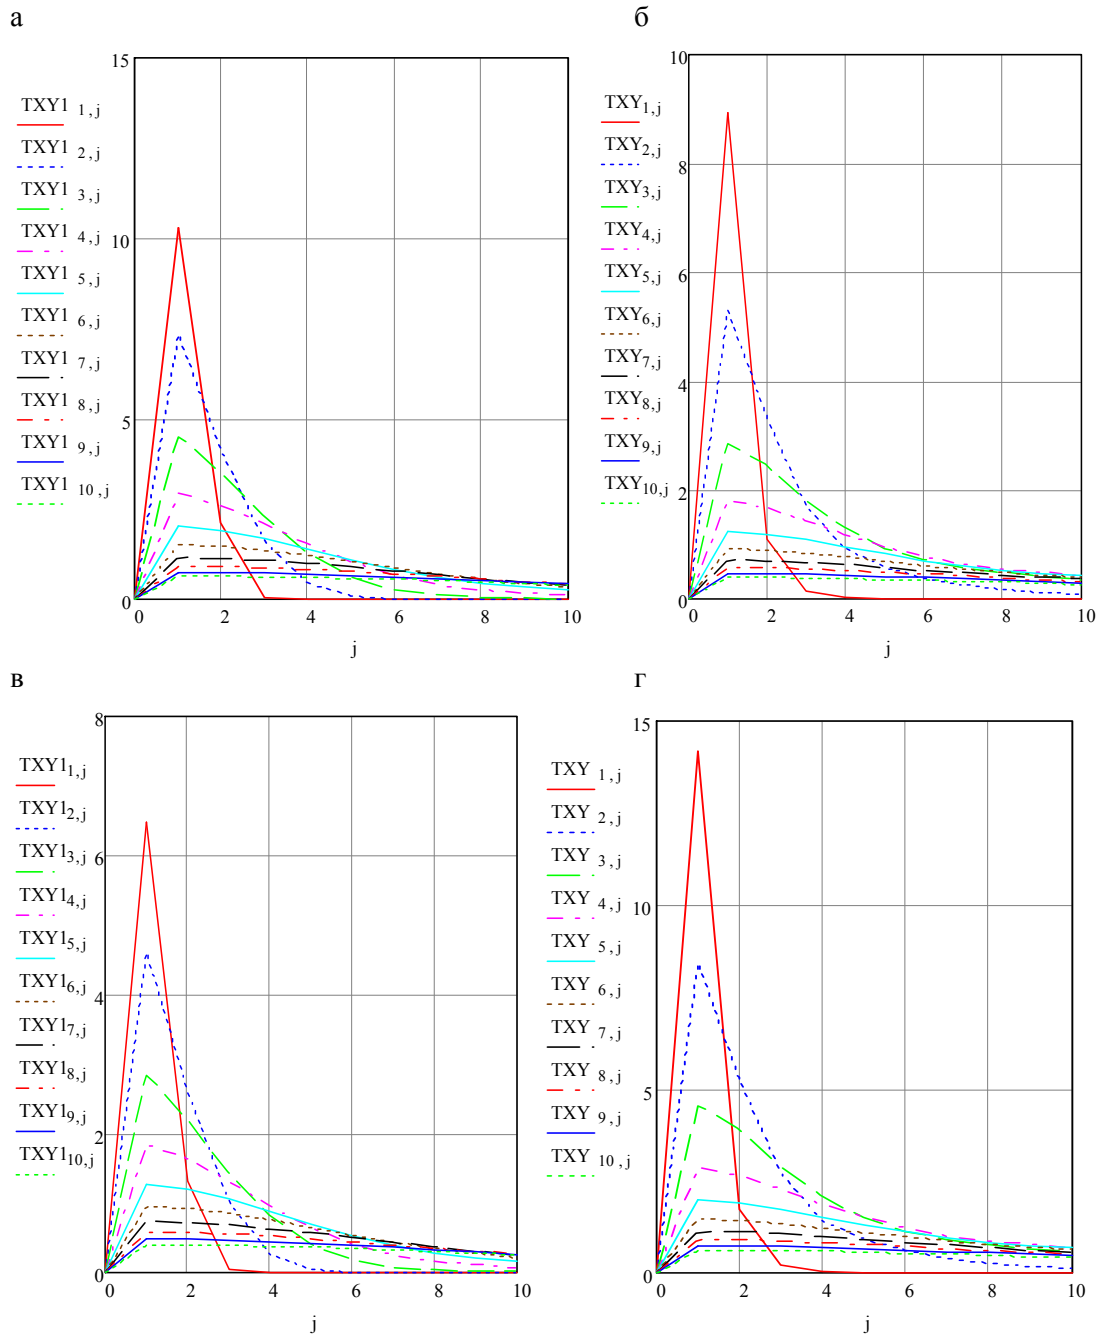 а
15
10
5
0
TXY1 1,j
TXY1 2,j
TXY1 3,j
TXY1 4,j
TXY1 5,j
TXY1 6,j
TXY1 7,j
TXY1 8,j
TXY1 9,j
TXY1 10,j
0 2 4 6 8 10
j
б
10
8
6
4
2
0
TXY1,j
TXY2,j
TXY3,j
TXY4,j
TXY5,j
TXY6,j
TXY7,j
TXY8,j
TXY9,j
TXY10,j
0 2 4 6 8 10
j
в
8
6
4
2
0
TXY11,j
TXY12,j
TXY13,j
TXY14,j
TXY15,j
TXY16,j
TXY17,j
TXY18,j
TXY19,j
TXY110,j
0 2 4 6 8 10
j
г
15
10
5
0
TXY 1,j
TXY 2,j
TXY 3,j
TXY 4,j
TXY 5,j
TXY 6,j
TXY 7,j
TXY 8,j
TXY 9,j
TXY 10,j
0 2 4 6 8 10
j